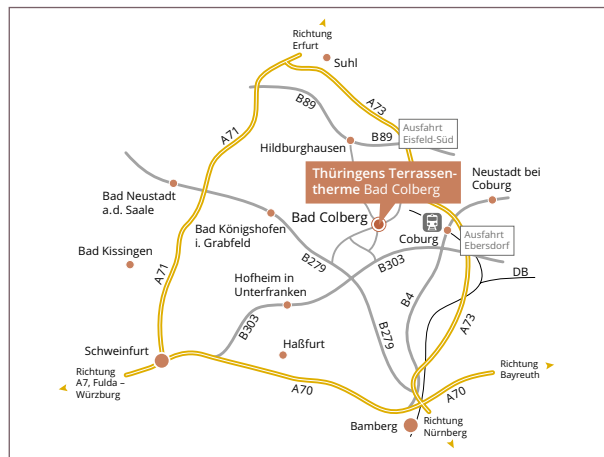 Richtung
Erfurt
Suhl
A73
B89
A71
Ausfahrt
Eisfeld-Süd
B89
Hildburghausen
Thüringens Terrassen-
therme Bad Colberg
Neustadt bei
Coburg
Bad Neustadt
a.d. Saale
Bad Königshofen
i. Grabfeld
Bad Colberg
Coburg
Ausfahrt
Ebersdorf
Bad Kissingen
A71
B279
B303
DB
Hofheim in
Unterfranken
B4
B303
A73
B279
Schweinfurt
Haßfurt
Richtung
A7, Fulda –
Würzburg
A70
Richtung
Bayreuth
A70
Bamberg
Richtung
Nürnberg